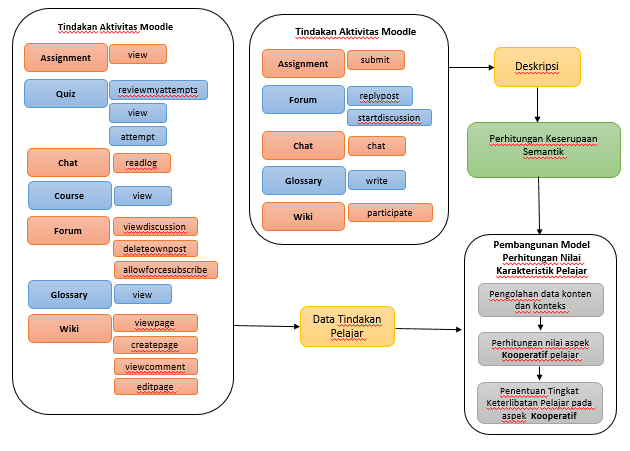 Tindakan Aktivitas Moodle
Assignment
view
Quiz
reviewmyattempts
view
attempt
Chat
readlog
Course
view
Forum
viewdiscussion
deleteownpost
allowforcesubscribe
Glossary
view
Wiki
viewpage
createpage
viewcomment
editpage
Tindakan Aktivitas Moodle
Assignment
submit
Forum
replypost
startdiscussion
Chat
chat
Glossary
write
Wiki
participate
Data Tindakan
Pelajar
Deskripsi
Perhitungan Keserupaan
Semantik
Pembangunan Model
Perhitungan Nilai
Karakteristik Pelajar
Pengolahan data konten
dan konteks
Perhitungan nilai aspek
Kooperatif pelajar
Penentuan Tingkat
Keterlibatan Pelajar pada
aspek Kooperatif